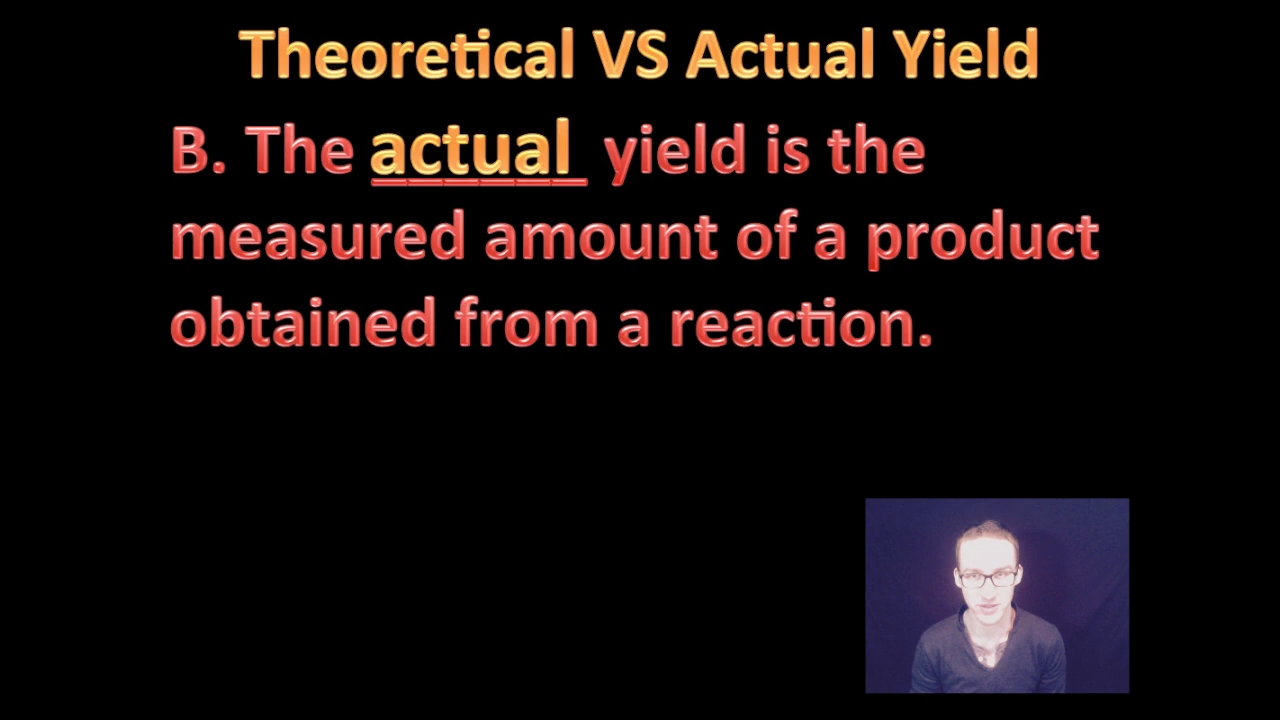 Theoretical VS Actual Yield
B. The actual yield is the
measured amount of a product
obtained from a reaction.